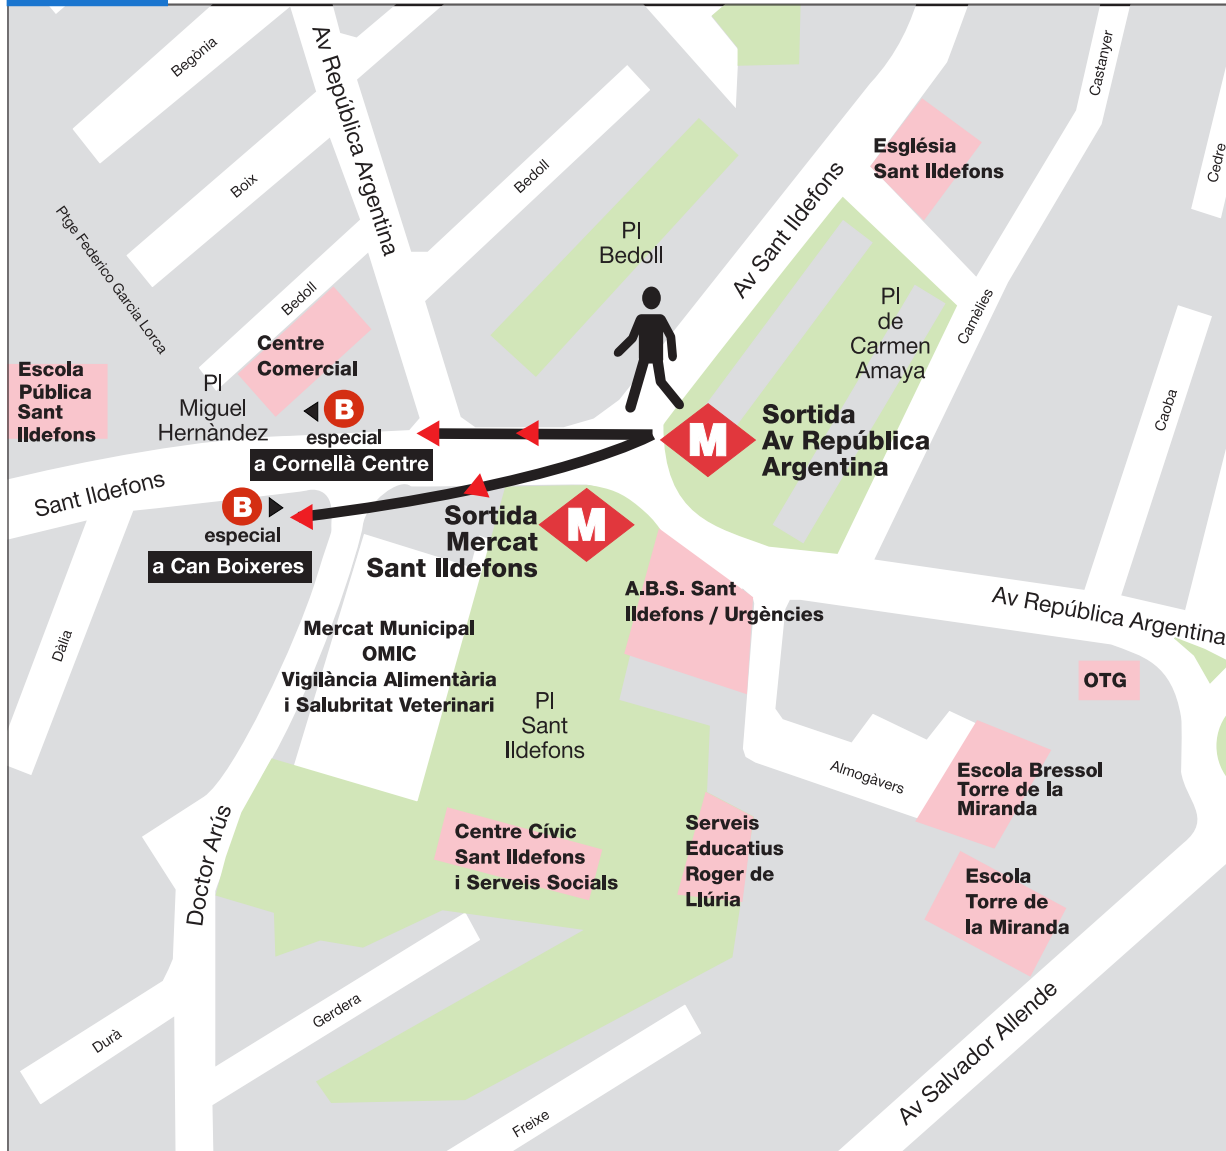 Begònia
Av República Argentina
Castanyer
Església
Sant Ildefons
Cedre
Boix
Bedoll
Av Sant Ildefons
Ptge Federico Garcia Lorca
Pl
Bedoll
Bedoll
Pl
de
Carmen
Amaya
Camèlies
Centre
Comercial
Escola
Pública
Sant
Ildefons
Pl
Miguel
Hernàndez
B
especial
a Cornellà Centre
M
Sortida
Av República
Argentina
Caoba
Sant Ildefons
B
especial
a Can Boixeres
Sortida
Mercat
Sant Ildefons
M
A.B.S. Sant
Ildefons / Urgències
Av República Argentina
Dàlia
Mercat Municipal
OMIC
Vigilància Alimentària
i Salubritat Veterinari
OTG
Pl
Sant
Ildefons
Almogàvers
Escola Bressol
Torre de la
Miranda
Doctor Arús
Centre Cívic
Sant Ildefons
i Serveis Socials
Serveis
Educatius
Roger de
Llúria
Escola
Torre de
la Miranda
Gerdera
Durà
Freixe
Av Salvador Allende